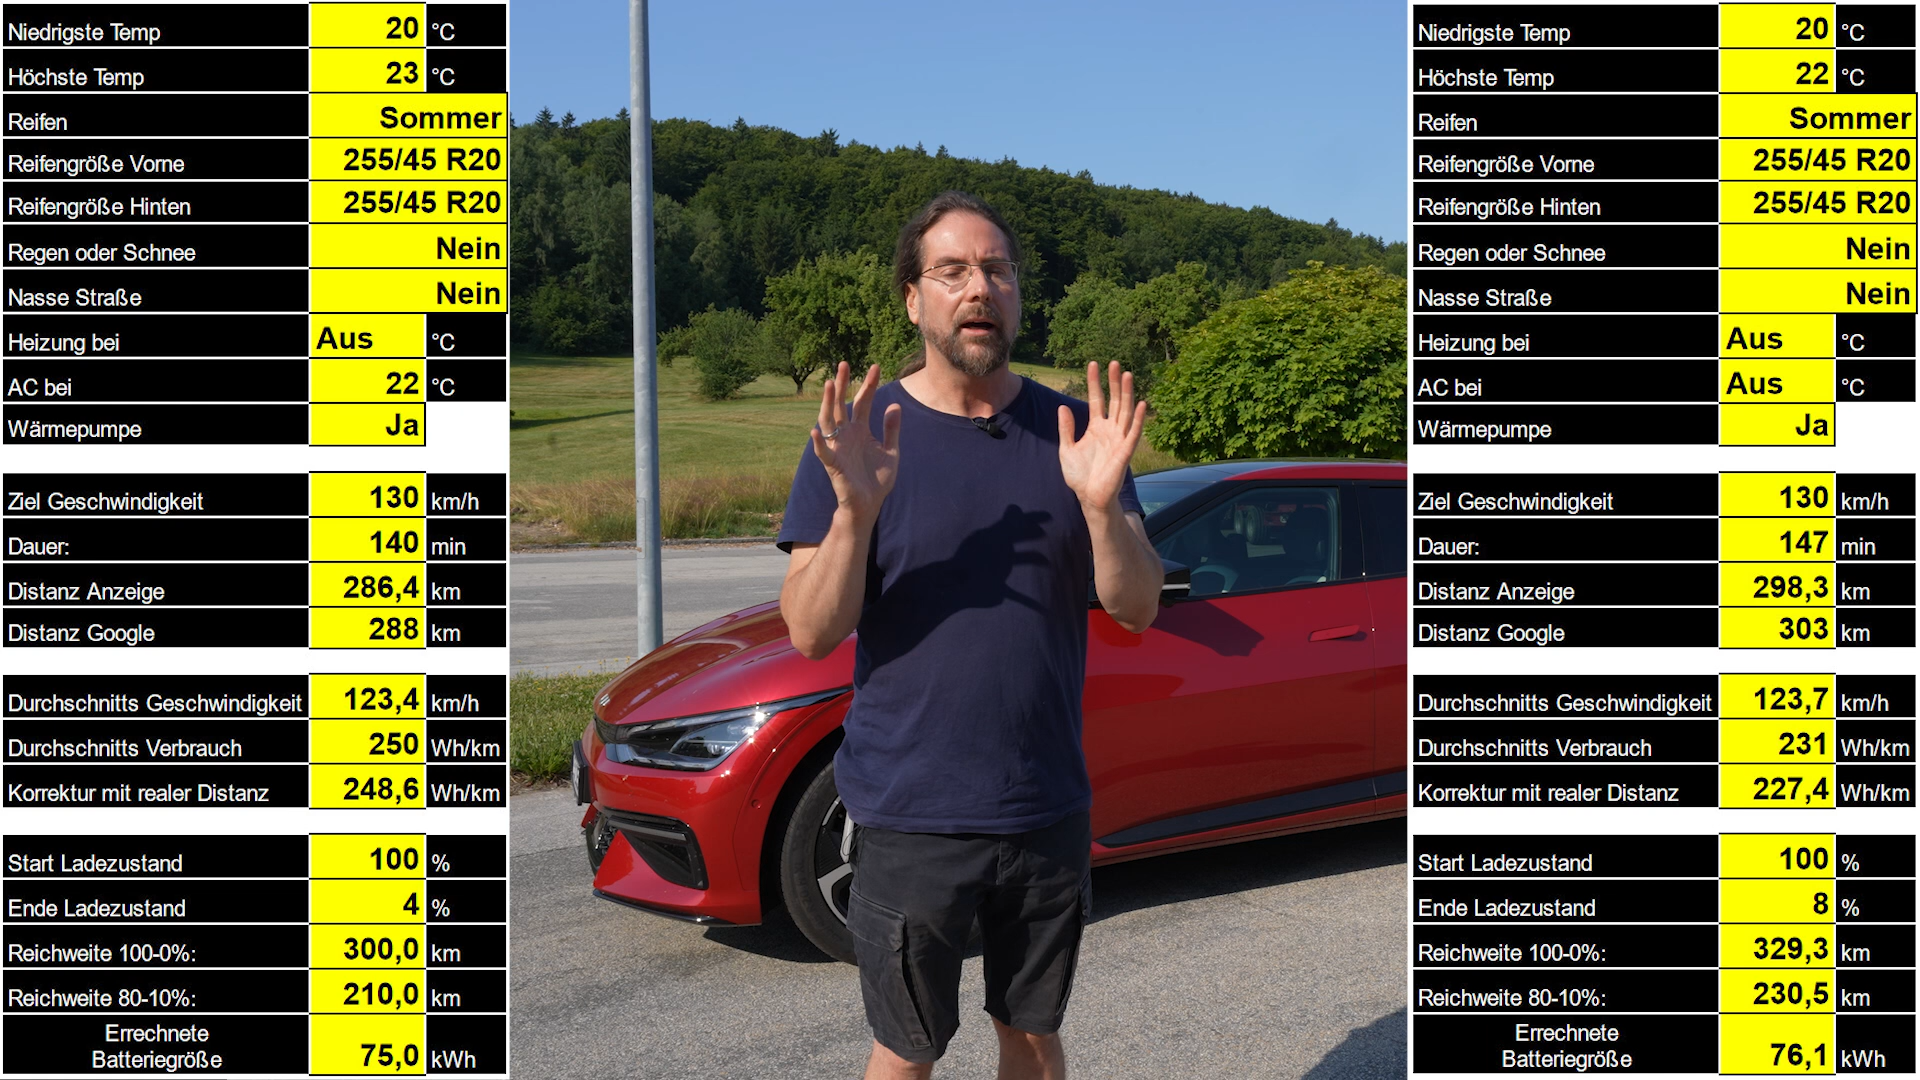 Niedrigste Temp 20 °C
Höchste Temp 23 °C
Reifen Sommer
Reifengröße Vorne 255/45 R20
Reifengröße Hinten 255/45 R20
Regen oder Schnee Nein
Nasse Straße Nein
Heizung bei Aus °C
AC bei 22 °C
Wärmepumpe Ja
Ziel Geschwindigkeit 130 km/h
Dauer: 140 min
Distanz Anzeige 286,4 km
Distanz Google 288 km
Durchschnitts Geschwindigkeit 123,4 km/h
Durchschnitts Verbrauch 250 Wh/km
Korrektur mit realer Distanz 248,6 Wh/km
Start Ladezustand 100 %
Ende Ladezustand 4 %
Reichweite 100-0%: 300,0 km
Reichweite 80-10%: 210,0 km
Errechnete
Batteriegröße 75,0 kWh
Niedrigste Temp 20 °C
Höchste Temp 22 °C
Reifen Sommer
Reifengröße Vorne 255/45 R20
Reifengröße Hinten 255/45 R20
Regen oder Schnee Nein
Nasse Straße Nein
Heizung bei Aus °C
AC bei Aus °C
Wärmepumpe Ja
Ziel Geschwindigkeit 130 km/h
Dauer: 147 min
Distanz Anzeige 298,3 km
Distanz Google 303 km
Durchschnitts Geschwindigkeit 123,7 km/h
Durchschnitts Verbrauch 231 Wh/km
Korrektur mit realer Distanz 227,4 Wh/km
Start Ladezustand 100 %
Ende Ladezustand 8 %
Reichweite 100-0%: 329,3 km
Reichweite 80-10%: 230,5 km
Errechnete
Batteriegröße 76,1 kWh